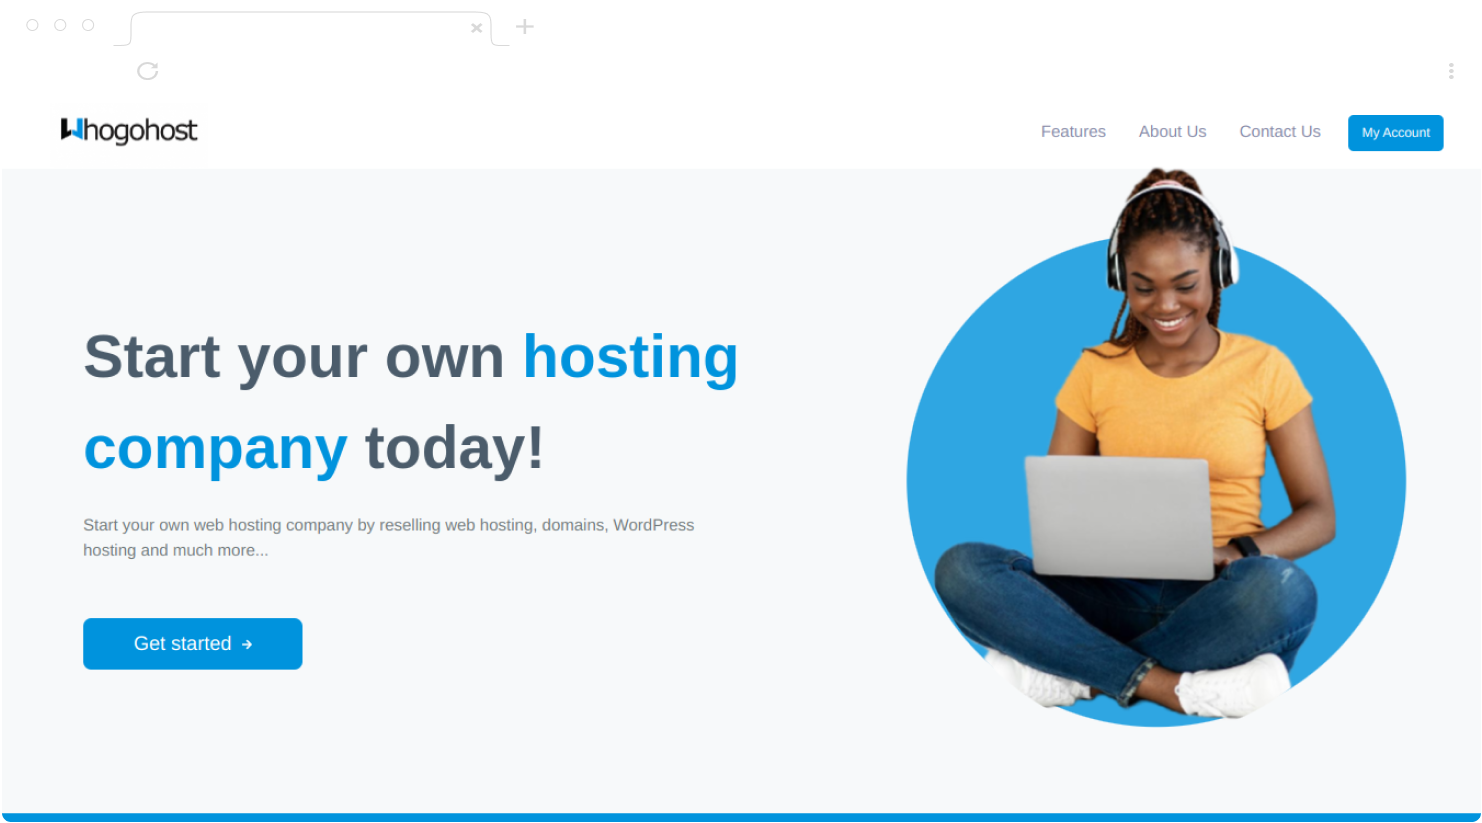 Whogohost
Features
About Us
Contact Us
My Account
Start your own hosting
company today!
Start your own web hosting company by reselling web hosting, domains, WordPress
hosting and much more...
Get started →